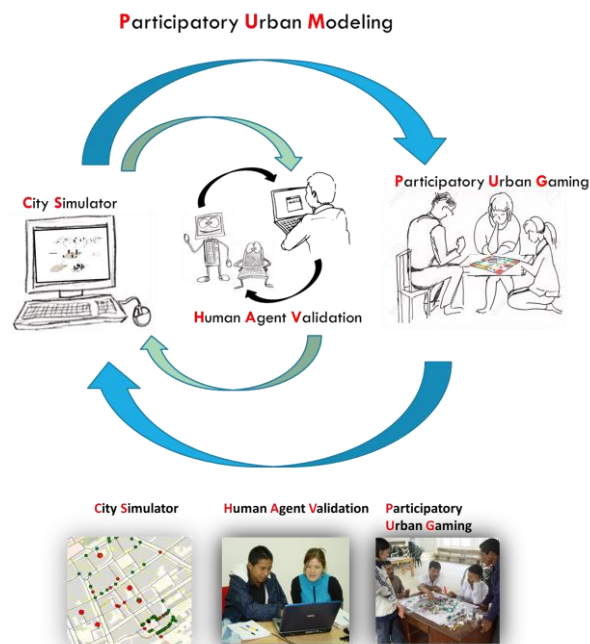 Participatory Urban Modeling
City Simulator
Participatory Urban Gaming
Human Agent Validation
City Simulator
Human Agent Validation
Participatory
Urban Gaming